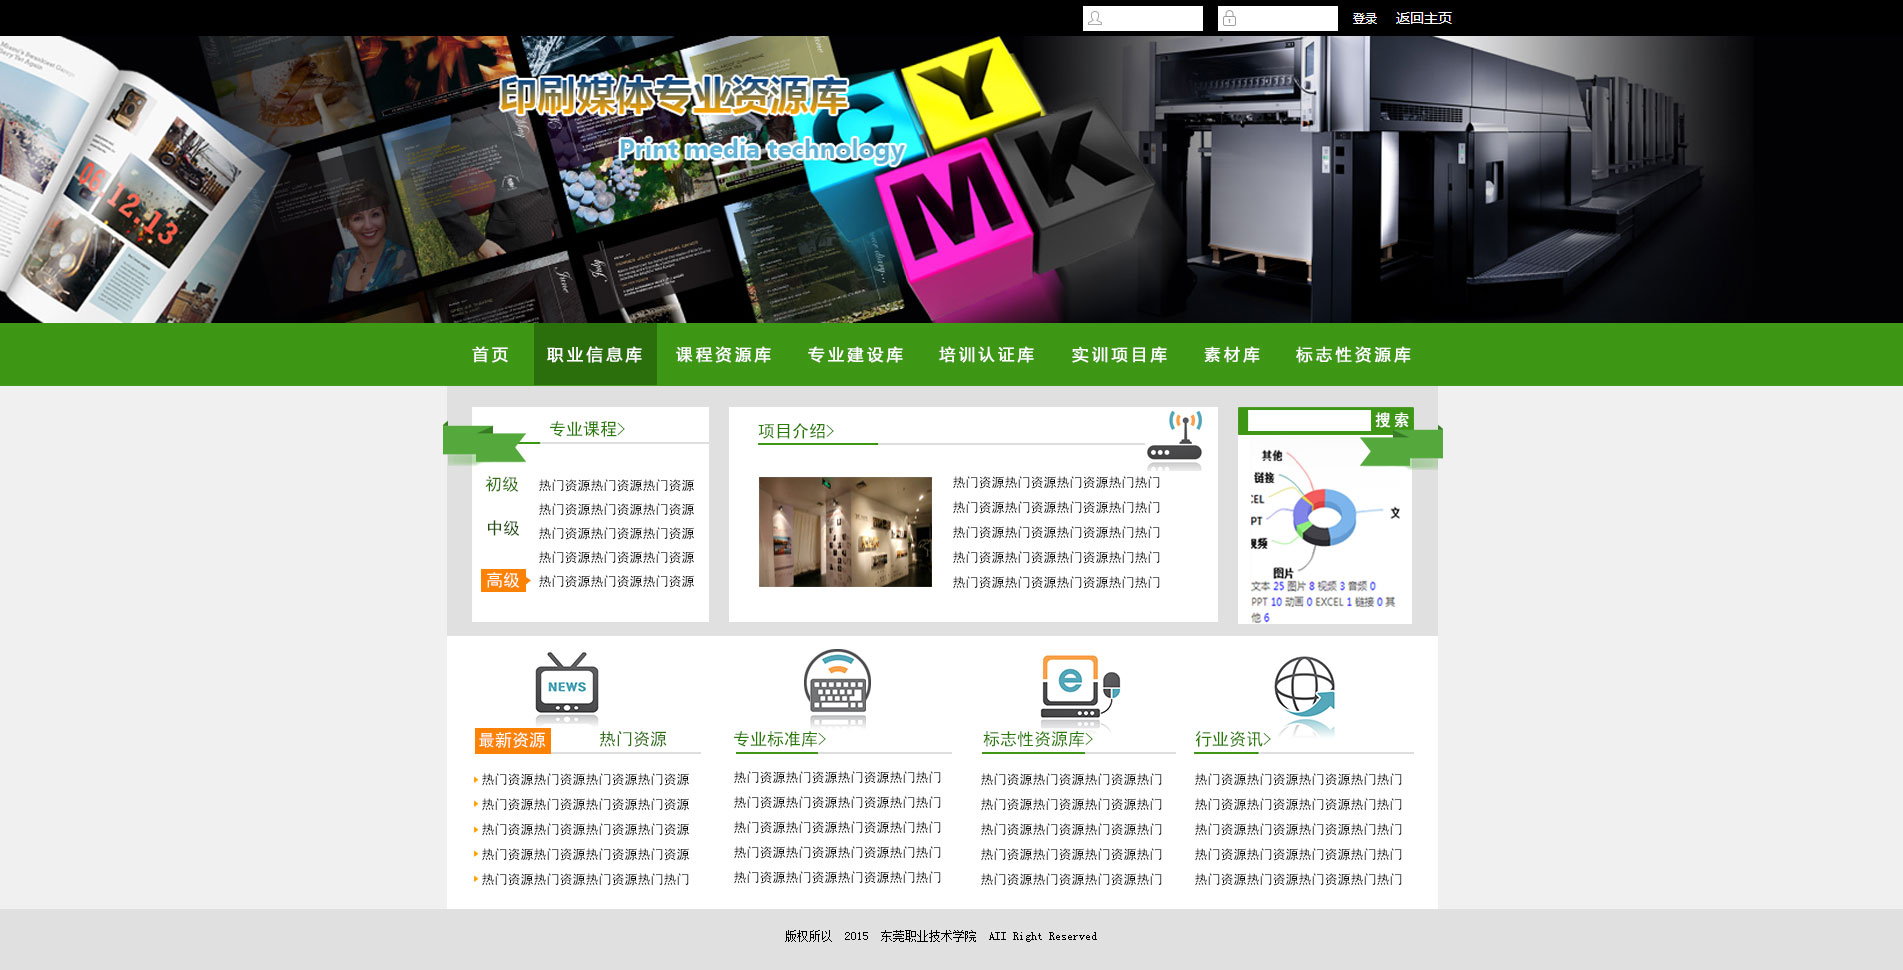 登录 返回主页
印刷媒体专业资源库
Print media technology
C Y M K
06.12.13
首页 职业信息库 课程资源库 专业建设库 培训认证库 实训项目库 素材库 标志性资源库
专业课程>
初级
中级
高级
热门资源热门资源热门资源
热门资源热门资源热门资源
热门资源热门资源热门资源
热门资源热门资源热门资源
热门资源热门资源热门资源
项目介绍>
热门资源热门资源热门资源热门热门
热门资源热门资源热门资源热门热门
热门资源热门资源热门资源热门热门
热门资源热门资源热门资源热门热门
热门资源热门资源热门资源热门热门
搜索
其他
链接
CEL
PT
视频
图片
文
文本 25 图片 8 视频 3 音频 0
PPT 10 动画 0 EXCEL 1 链接 0 其
他 6
NEWS
最新资源 热门资源
热门资源热门资源热门资源热门资源
热门资源热门资源热门资源热门资源
热门资源热门资源热门资源热门资源
热门资源热门资源热门资源热门资源
热门资源热门资源热门资源热门热门
专业标准库>
热门资源热门资源热门资源热门热门
热门资源热门资源热门资源热门热门
热门资源热门资源热门资源热门热门
热门资源热门资源热门资源热门热门
热门资源热门资源热门资源热门热门
e
标志性资源库>
热门资源热门资源热门资源热门
热门资源热门资源热门资源热门
热门资源热门资源热门资源热门
热门资源热门资源热门资源热门
热门资源热门资源热门资源热门
行业资讯>
热门资源热门资源热门资源热门热门
热门资源热门资源热门资源热门热门
热门资源热门资源热门资源热门热门
热门资源热门资源热门资源热门热门
热门资源热门资源热门资源热门热门
版权所以 2015 东莞职业技术学院 AII Right Reserved